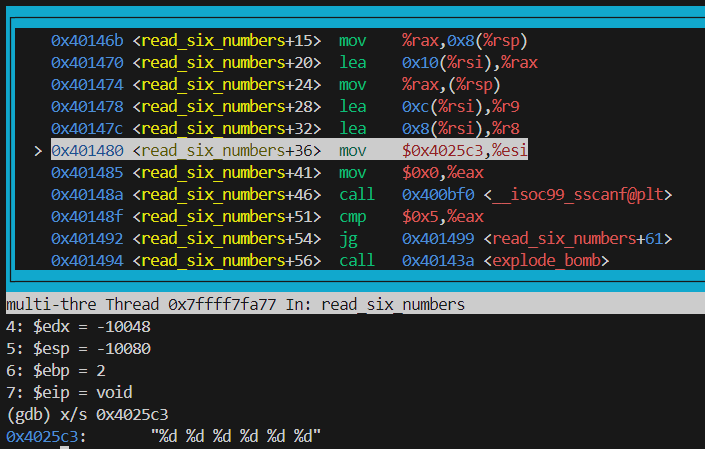 0x40146b <read_six_numbers+15> mov %rax,0x8(%rsp)
0x401470 <read_six_numbers+20> lea 0x10(%rsi),%rax
0x401474 <read_six_numbers+24> mov %rax,(%rsp)
0x401478 <read_six_numbers+28> lea 0xc(%rsi),%r9
0x40147c <read_six_numbers+32> lea 0x8(%rsi),%r8
> 0x401480 <read_six_numbers+36> mov $0x4025c3,%esi
0x401485 <read_six_numbers+41> mov $0x0,%eax
0x40148a <read_six_numbers+46> call 0x400bf0 <__isoc99_sscanf@plt>
0x40148f <read_six_numbers+51> cmp $0x5,%eax
0x401492 <read_six_numbers+54> jg 0x401499 <read_six_numbers+61>
0x401494 <read_six_numbers+56> call 0x40143a <explode_bomb>
multi-thre Thread 0x7ffff7fa77 In: read_six_numbers
4: $edx = -10048
5: $esp = -10080
6: $ebp = 2
7: $eip = void
(gdb) x/s 0x4025c3
0x4025c3: "%d %d %d %d %d %d"